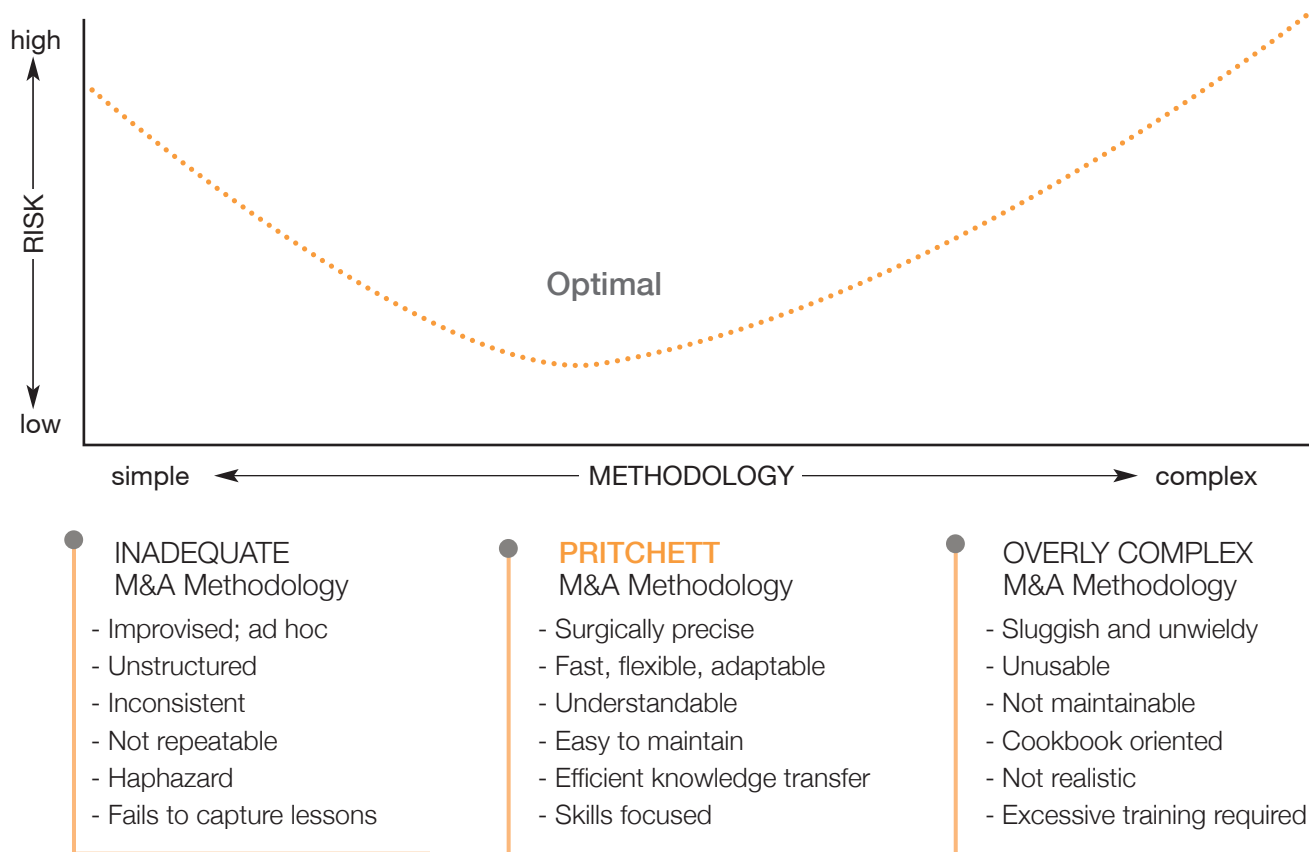 high
RISK
low
Optimal
simple
METHODOLOGY
complex
INADEQUATE
M&A Methodology
- Improvised; ad hoc
- Unstructured
- Inconsistent
- Not repeatable
- Haphazard
- Fails to capture lessons
PRITCHETT
M&A Methodology
- Surgically precise
- Fast, flexible, adaptable
- Understandable
- Easy to maintain
- Efficient knowledge transfer
- Skills focused
OVERLY COMPLEX
M&A Methodology
- Sluggish and unwieldy
- Unusable
- Not maintainable
- Cookbook oriented
- Not realistic
- Excessive training required